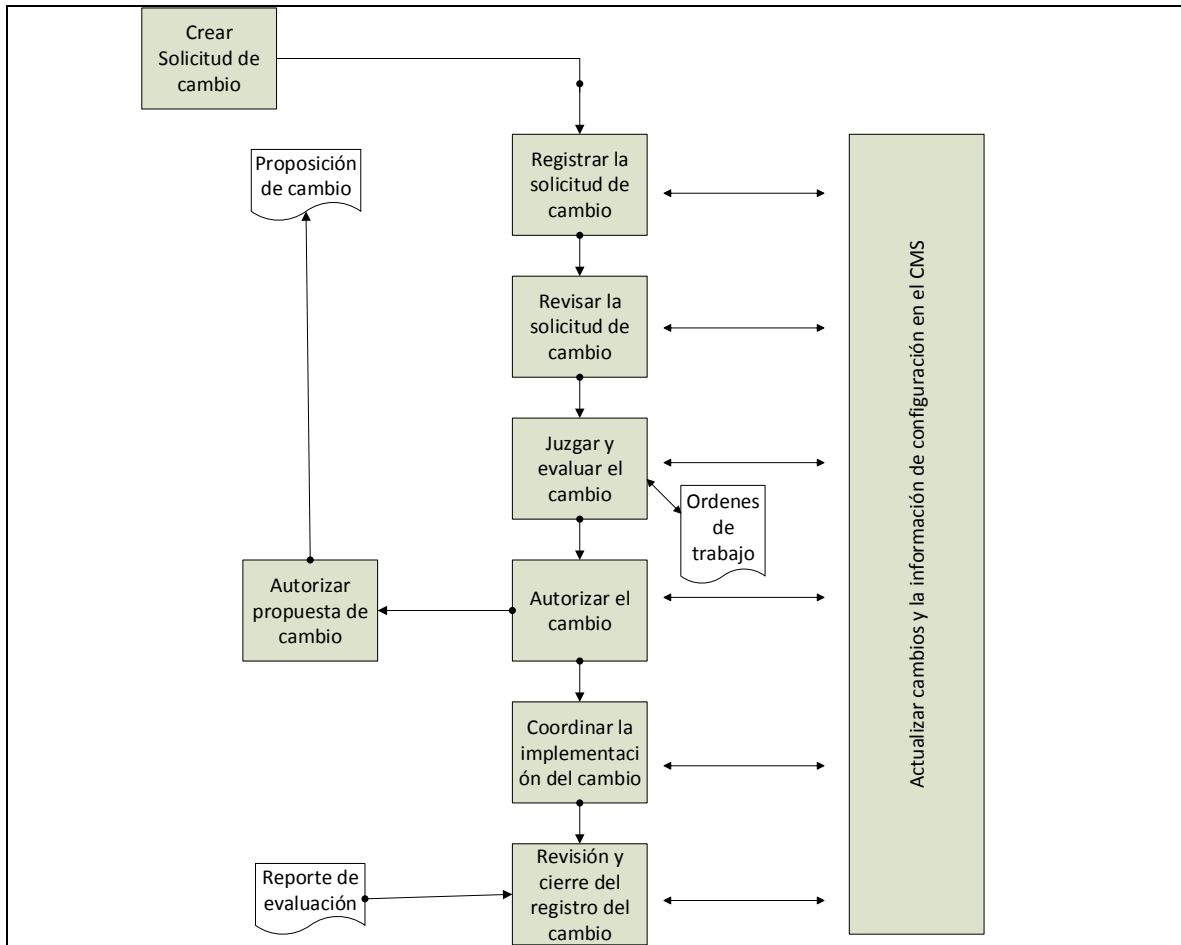 Crear
Solicitud de
cambio
Proposición
de cambio
Registrar la
solicitud de
cambio
Revisar la
solicitud de
cambio
Juzgar y
evaluar el
cambio
Ordenes
de
trabajo
Autorizar
propuesta de
cambio
Autorizar el
cambio
Coordinar la
implementaci
ón del cambio
Reporte de
evaluación
Revisión y
cierre del
registro del
cambio
Actualizar cambios y la información de configuración en el CMS